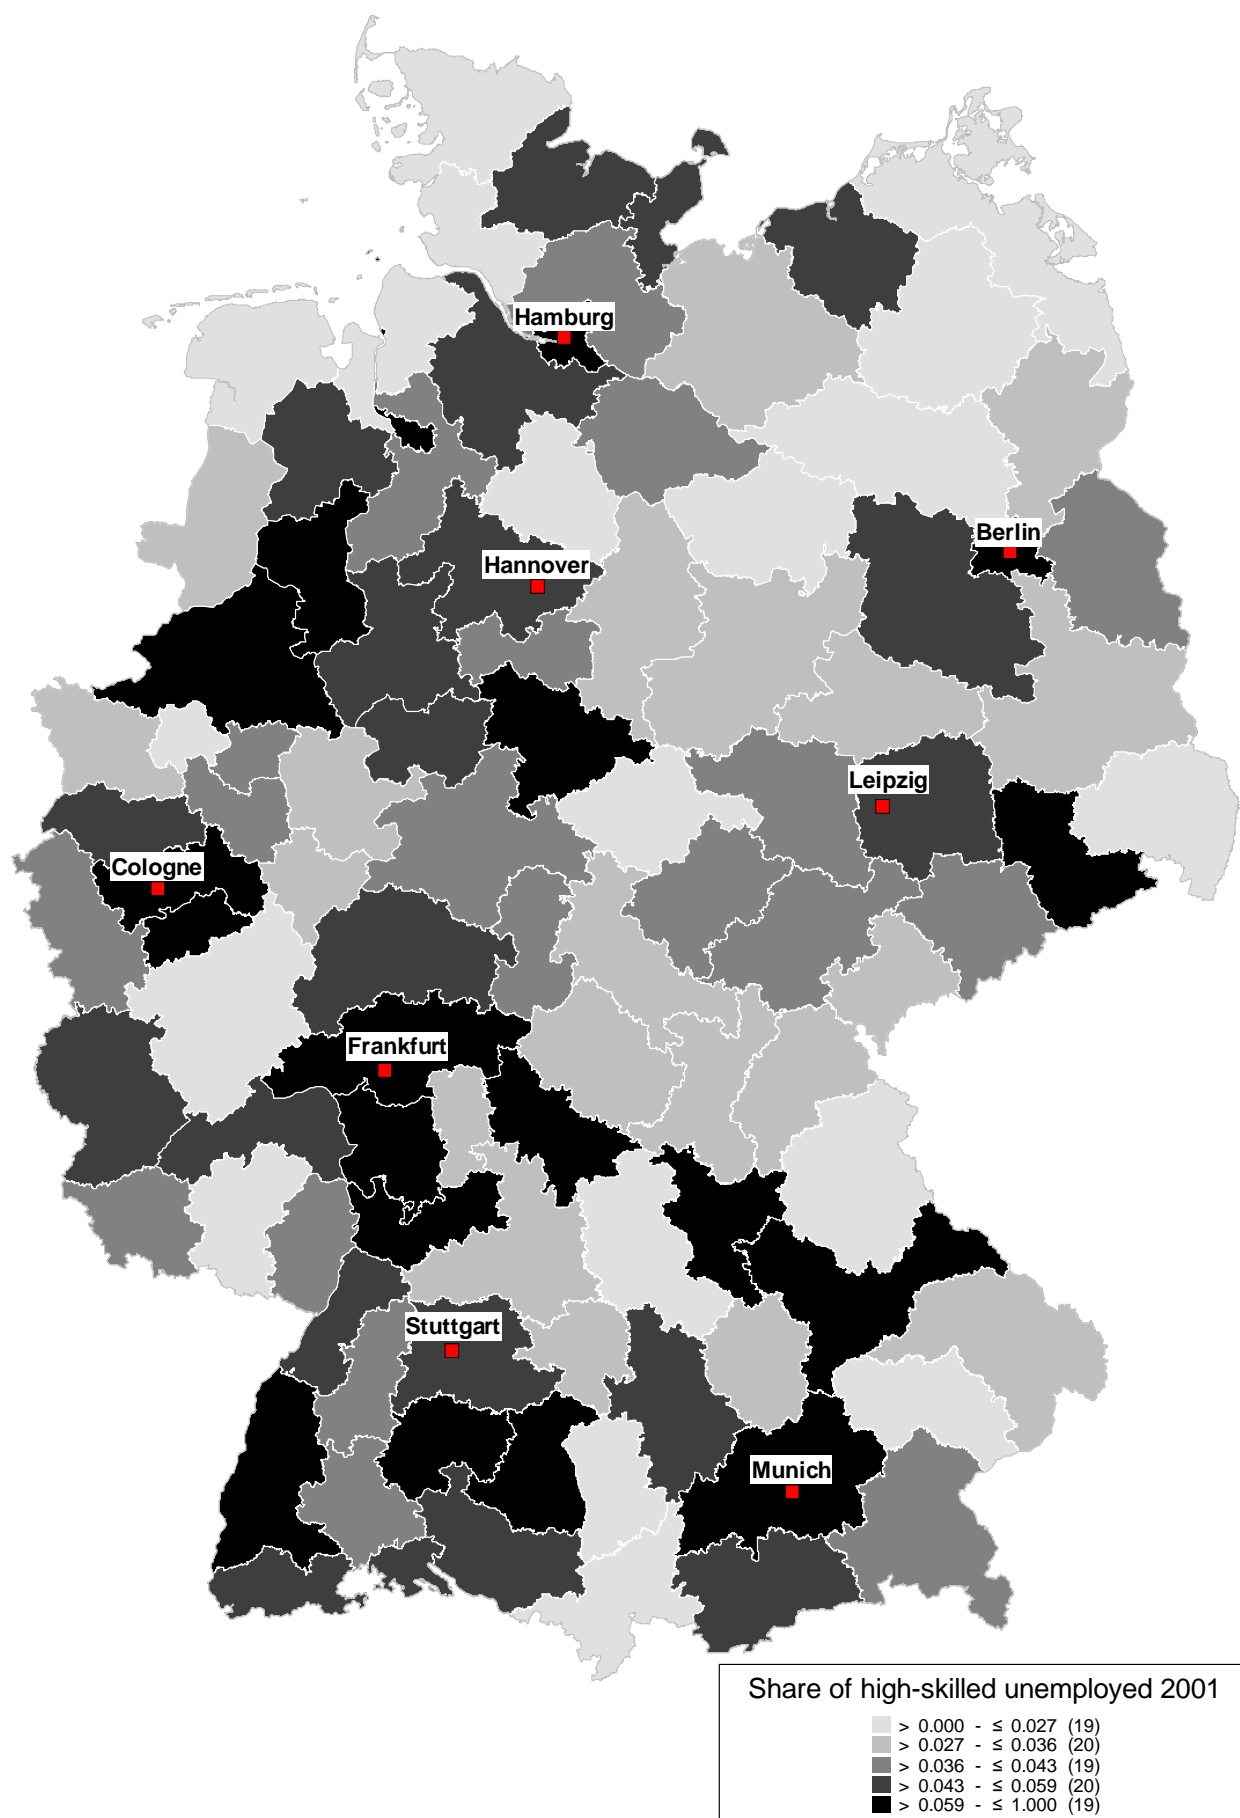 Hamburg
Berlin
Hannover
Leipzig
Cologne
Frankfurt
Stuttgart
Munich
Share of high-skilled unemployed 2001
> 0.000 - ≤ 0.027 (19)
> 0.027 - ≤ 0.036 (20)
> 0.036 - ≤ 0.043 (19)
> 0.043 - ≤ 0.059 (20)
> 0.059 - ≤ 1.000 (19)